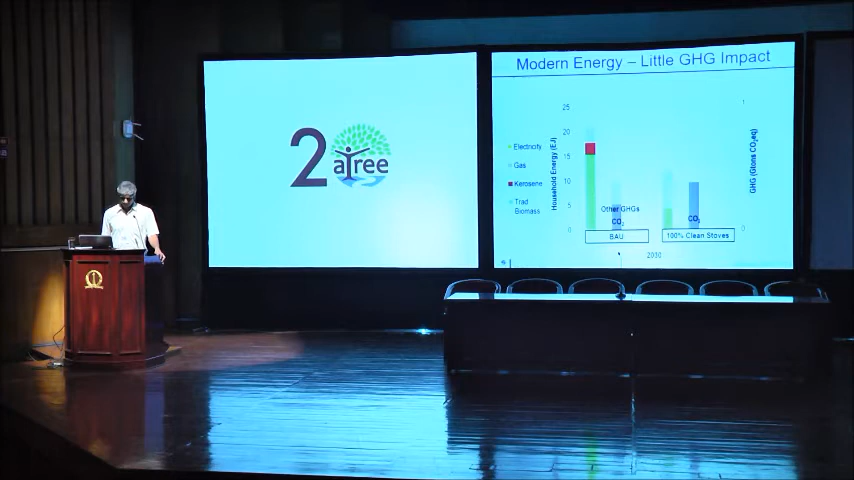 2 atree
Modern Energy – Little GHG Impact
25
20
15
10
5
0
Household Energy (EJ)
Electricity
Gas
Kerosene
Trad
Biomass
Other GHGs
CO2
CO2
BAU
100% Clean Stoves
2030
1
0
GHG (Gtons CO2eq)